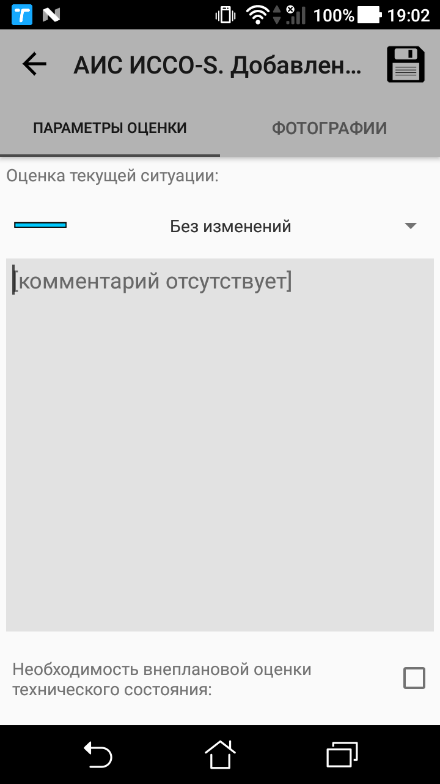 100% 19:02
АИС ИССО-S. Добавлен...
ПАРАМЕТРЫ ОЦЕНКИ ФОТОГРАФИИ
Оценка текущей ситуации:
Без изменений
[комментарий отсутствует]
Необходимость внеплановой оценки
технического состояния: